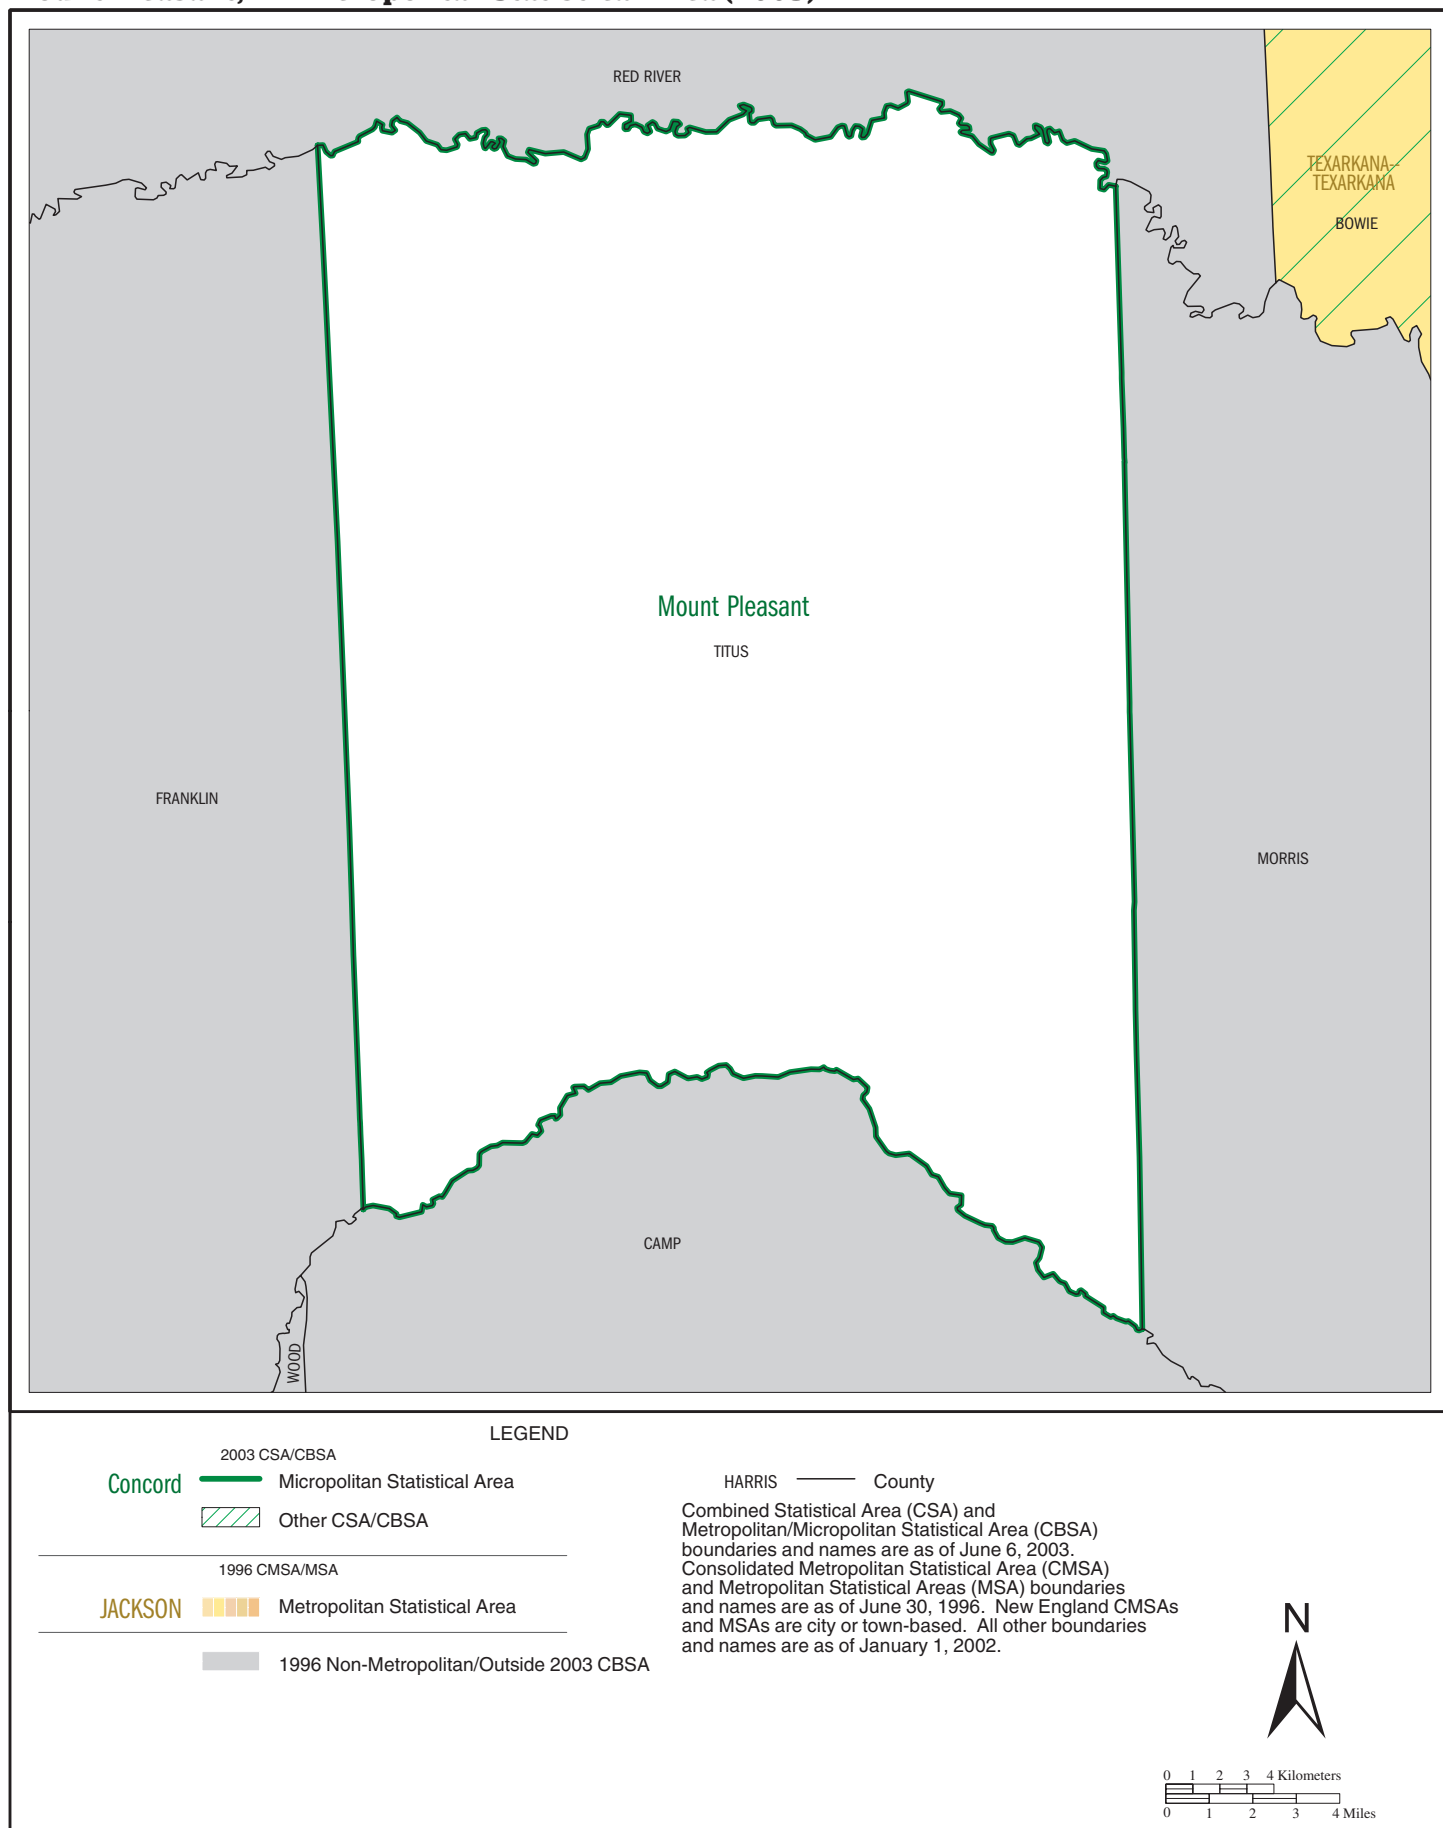 RED RIVER
TEXARKANA--
TEXARKANA
BOWIE
Mount Pleasant
TITUS
FRANKLIN
MORRIS
CAMP
WOOD
LEGEND
2003 CSA/CBSA
Concord Micropolitan Statistical Area
Other CSA/CBSA
1996 CMSA/MSA
JACKSON Metropolitan Statistical Area
1996 Non-Metropolitan/Outside 2003 CBSA
HARRIS County
Combined Statistical Area (CSA) and
Metropolitan/Micropolitan Statistical Area (CBSA)
boundaries and names are as of June 6, 2003.
Consolidated Metropolitan Statistical Area (CMSA)
and Metropolitan Statistical Areas (MSA) boundaries
and names are as of June 30, 1996. New England CMSAs
and MSAs are city or town-based. All other boundaries
and names are as of January 1, 2002.
N
0 1 2 3 4 Kilometers
0 1 2 3 4 Miles